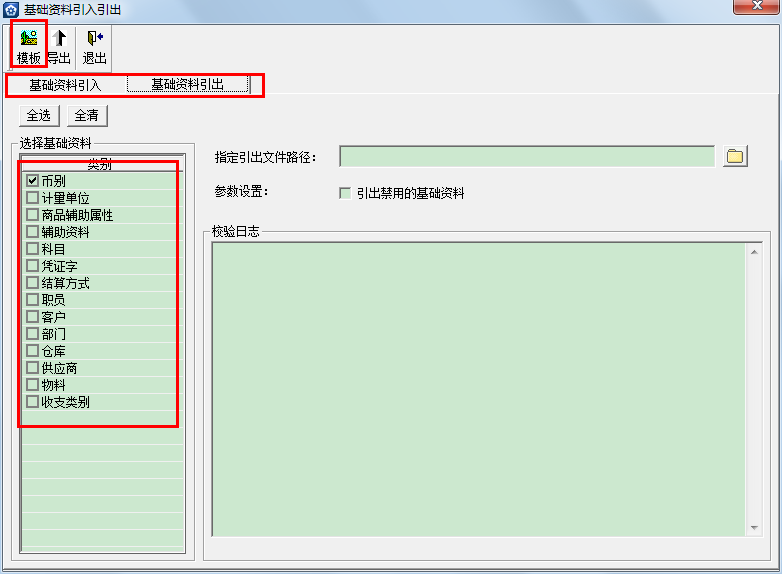 基础资料引入引出
模板 导出 退出
基础资料引入 基础资料引出
全选 全清
选择基础资料
类别
币别
计量单位
商品辅助属性
辅助资料
科目
凭证字
结算方式
职员
客户
部门
仓库
供应商
物料
收支类别
指定引出文件路径：
参数设置： 引出禁用的基础资料
校验日志